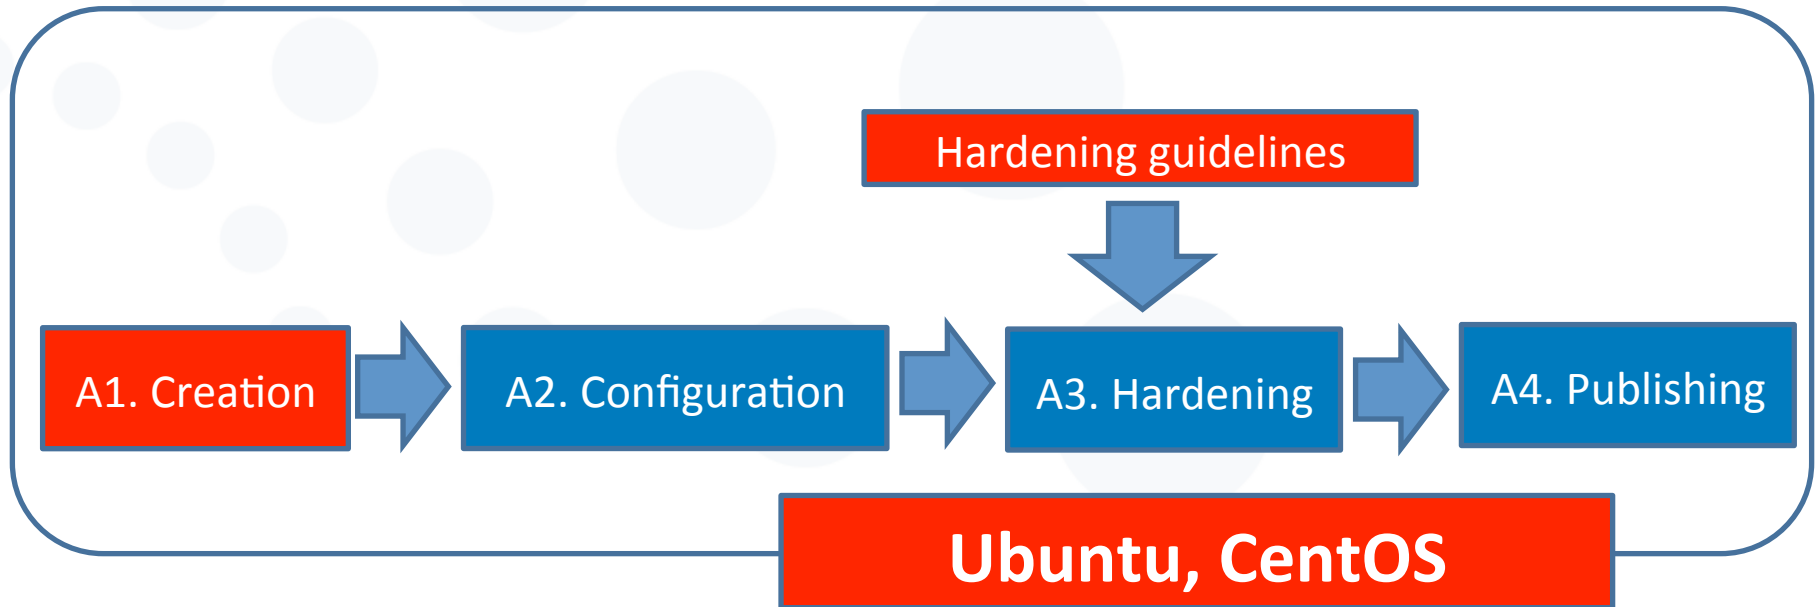 Hardening guidelines
A1. Creation
A2. Configuration
A3. Hardening
A4. Publishing
Ubuntu, CentOS